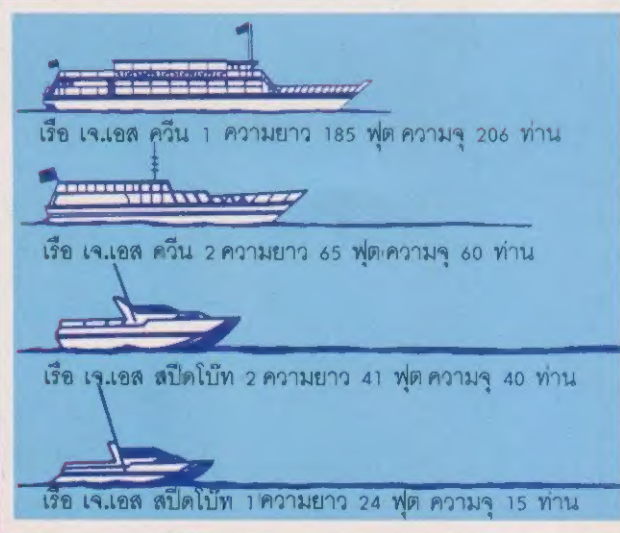 เรือ เจ.เอส ควีน 1 ความยาว 185 ฟุต ความจุ 206 ท่าน
เรือ เจ.เอส ควีน 2 ความยาว 65 ฟุต ความจุ 60 ท่าน
เรือ เจ.เอส สปีดโบ๊ท 2 ความยาว 41 ฟุต ความจุ 40 ท่าน
เรือ เจ.เอส สปีดโบ๊ท 1 ความยาว 24 ฟุต ความจุ 15 ท่าน